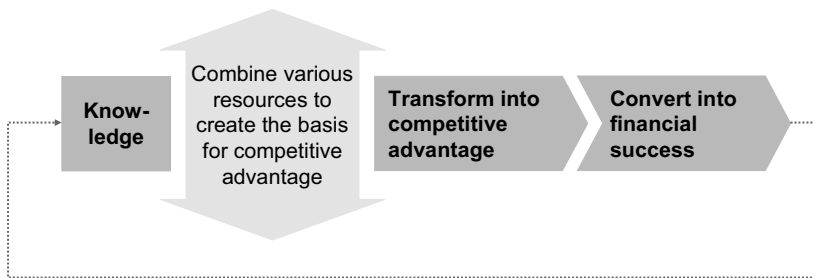 Know-
ledge
Combine various
resources to
create the basis
for competitive
advantage
Transform into
competitive
advantage
Convert into
financial
success